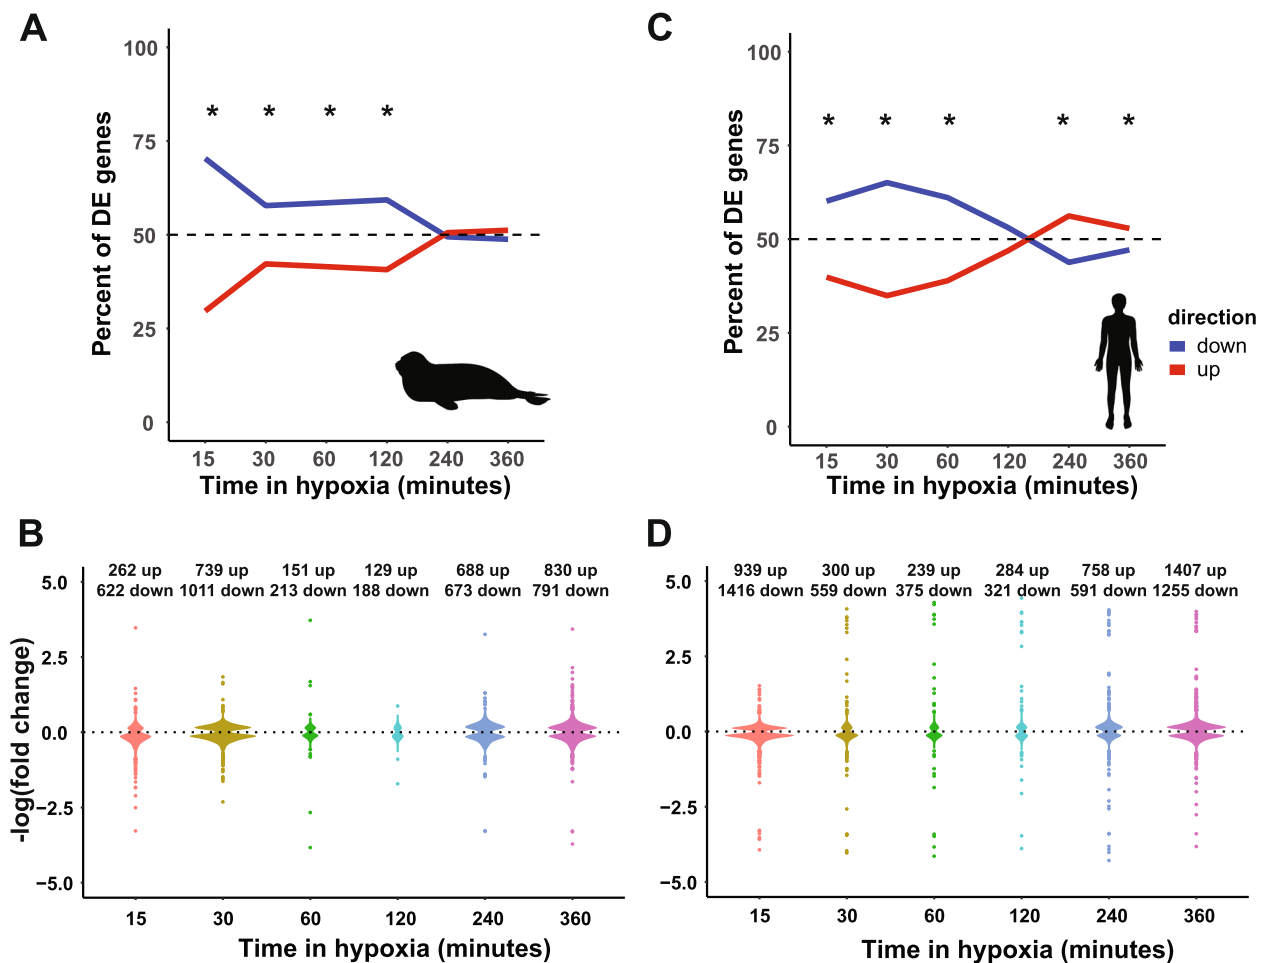 A
100
75
50
25
0
Percent of DE genes
* * * *
15 30 60 120 240 360
Time in hypoxia (minutes)
C
100
75
50
25
0
Percent of DE genes
* * * * *
15 30 60 120 240 360
Time in hypoxia (minutes)
direction
down
up
B
5.0
2.5
0.0
−2.5
−5.0
-log(fold change)
262 up 739 up 151 up 129 up 688 up 830 up
622 down 1011 down 213 down 188 down 673 down 791 down
15 30 60 120 240 360
Time in hypoxia (minutes)
D
5.0
2.5
0.0
−2.5
−5.0
939 up 300 up 239 up 284 up 758 up 1407 up
1416 down 559 down 375 down 321 down 591 down 1255 down
15 30 60 120 240 360
Time in hypoxia (minutes)